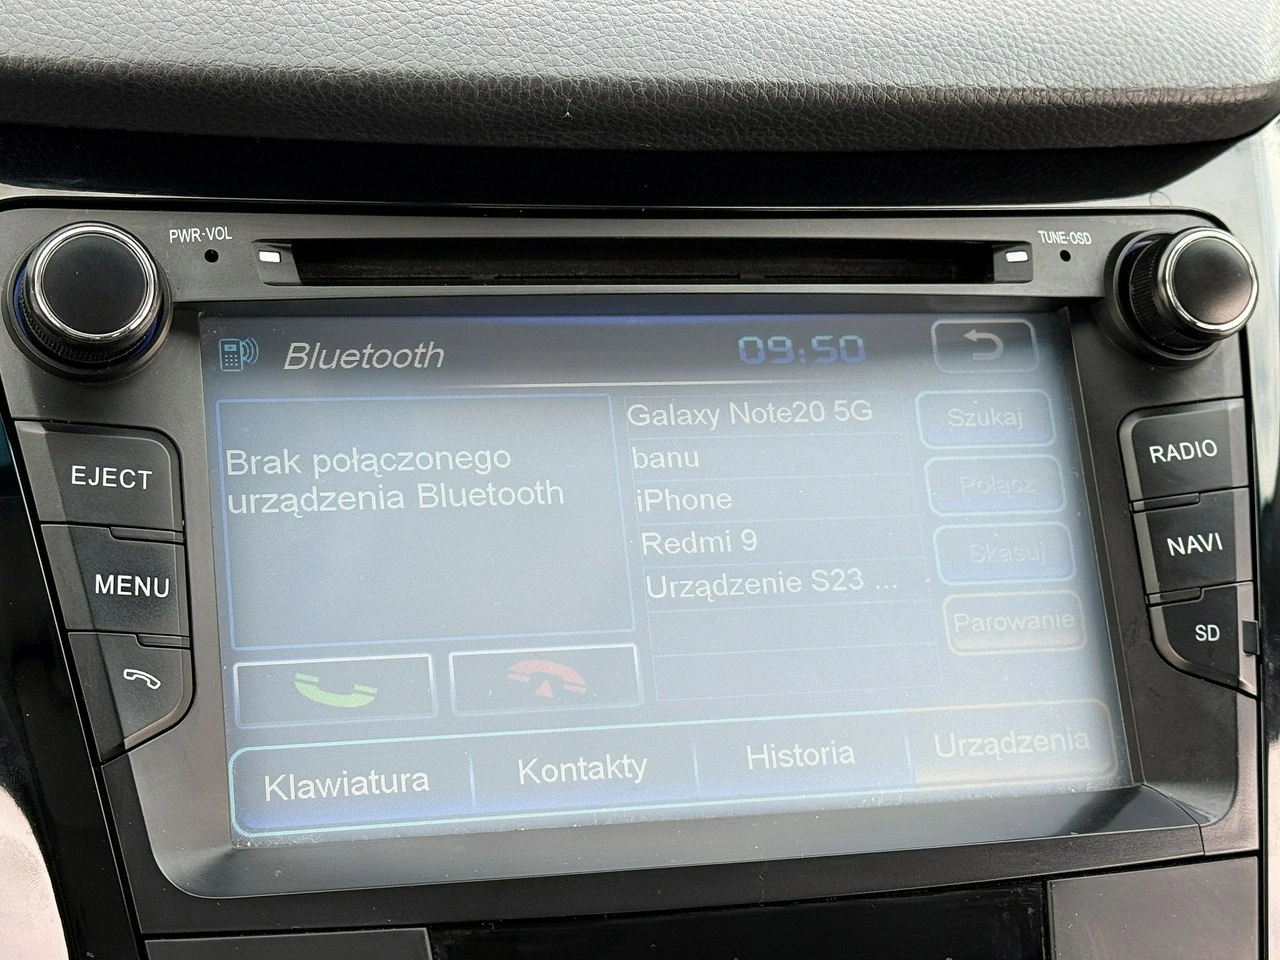 PWR-VOL
TUNE-OSD
Bluetooth
09:50
EJECT
MENU
RADIO
NAVI
SD
Brak połączonego
urządzenia Bluetooth
Galaxy Note20 5G
banu
iPhone
Redmi 9
Urządzenie S23 ...
Szukaj
Połącz
Skasuj
Parowanie
Klawiatura
Kontakty
Historia
Urządzenia